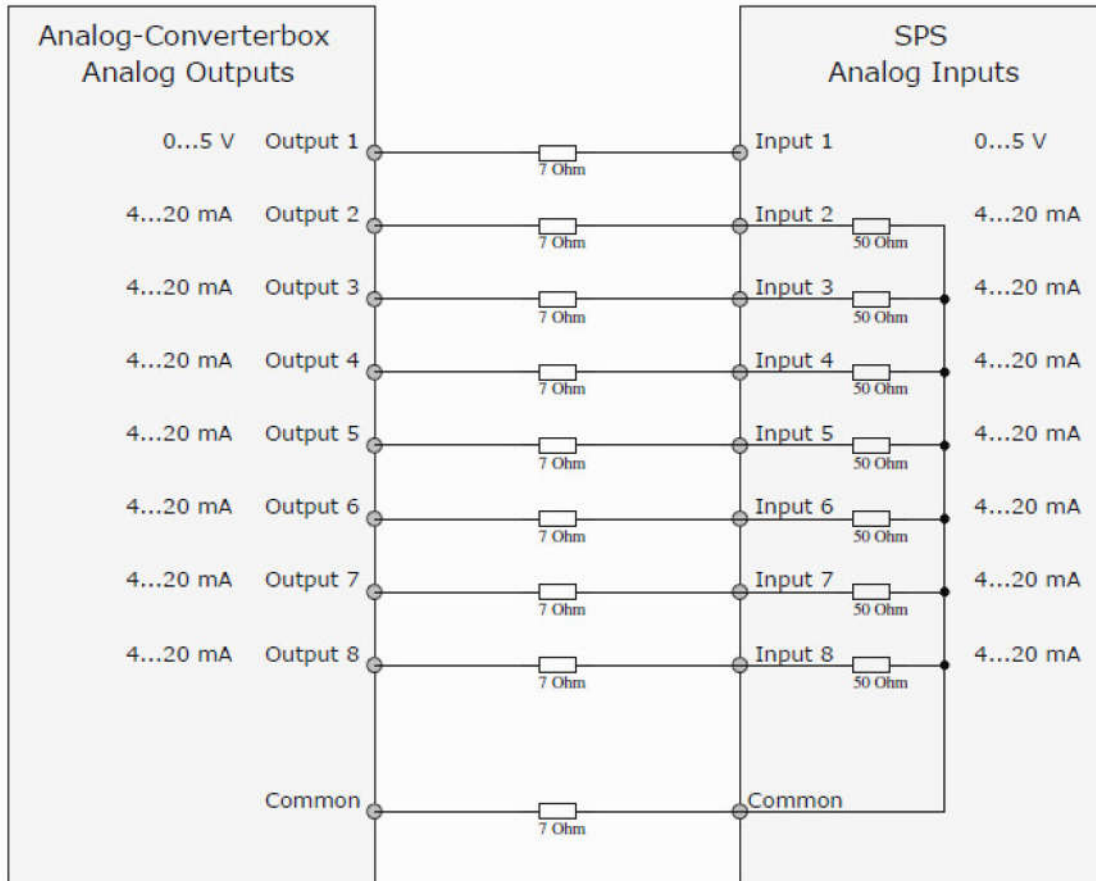 Analog-Converterbox
Analog Outputs
SPS
Analog Inputs
0...5 V Output 1 7 Ohm Input 1 0...5 V
4...20 mA Output 2 7 Ohm Input 2 50 Ohm 4...20 mA
4...20 mA Output 3 7 Ohm Input 3 50 Ohm 4...20 mA
4...20 mA Output 4 7 Ohm Input 4 50 Ohm 4...20 mA
4...20 mA Output 5 7 Ohm Input 5 50 Ohm 4...20 mA
4...20 mA Output 6 7 Ohm Input 6 50 Ohm 4...20 mA
4...20 mA Output 7 7 Ohm Input 7 50 Ohm 4...20 mA
4...20 mA Output 8 7 Ohm Input 8 50 Ohm 4...20 mA
Common 7 Ohm Common